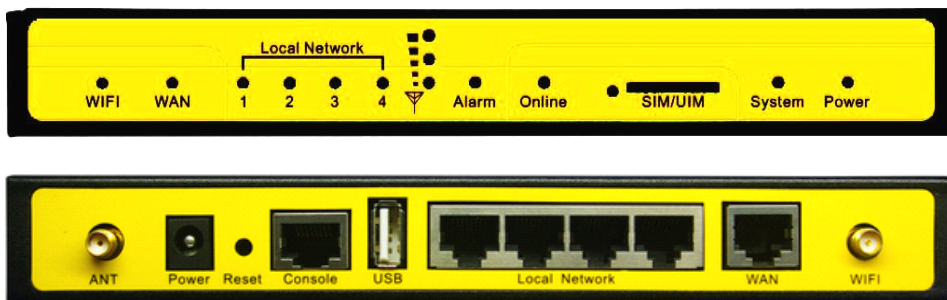 Local Network
WIFI WAN 1 2 3 4 Alarm Online SIM/UIM System Power
ANT Power Reset Console USB Local Network WAN WIFI